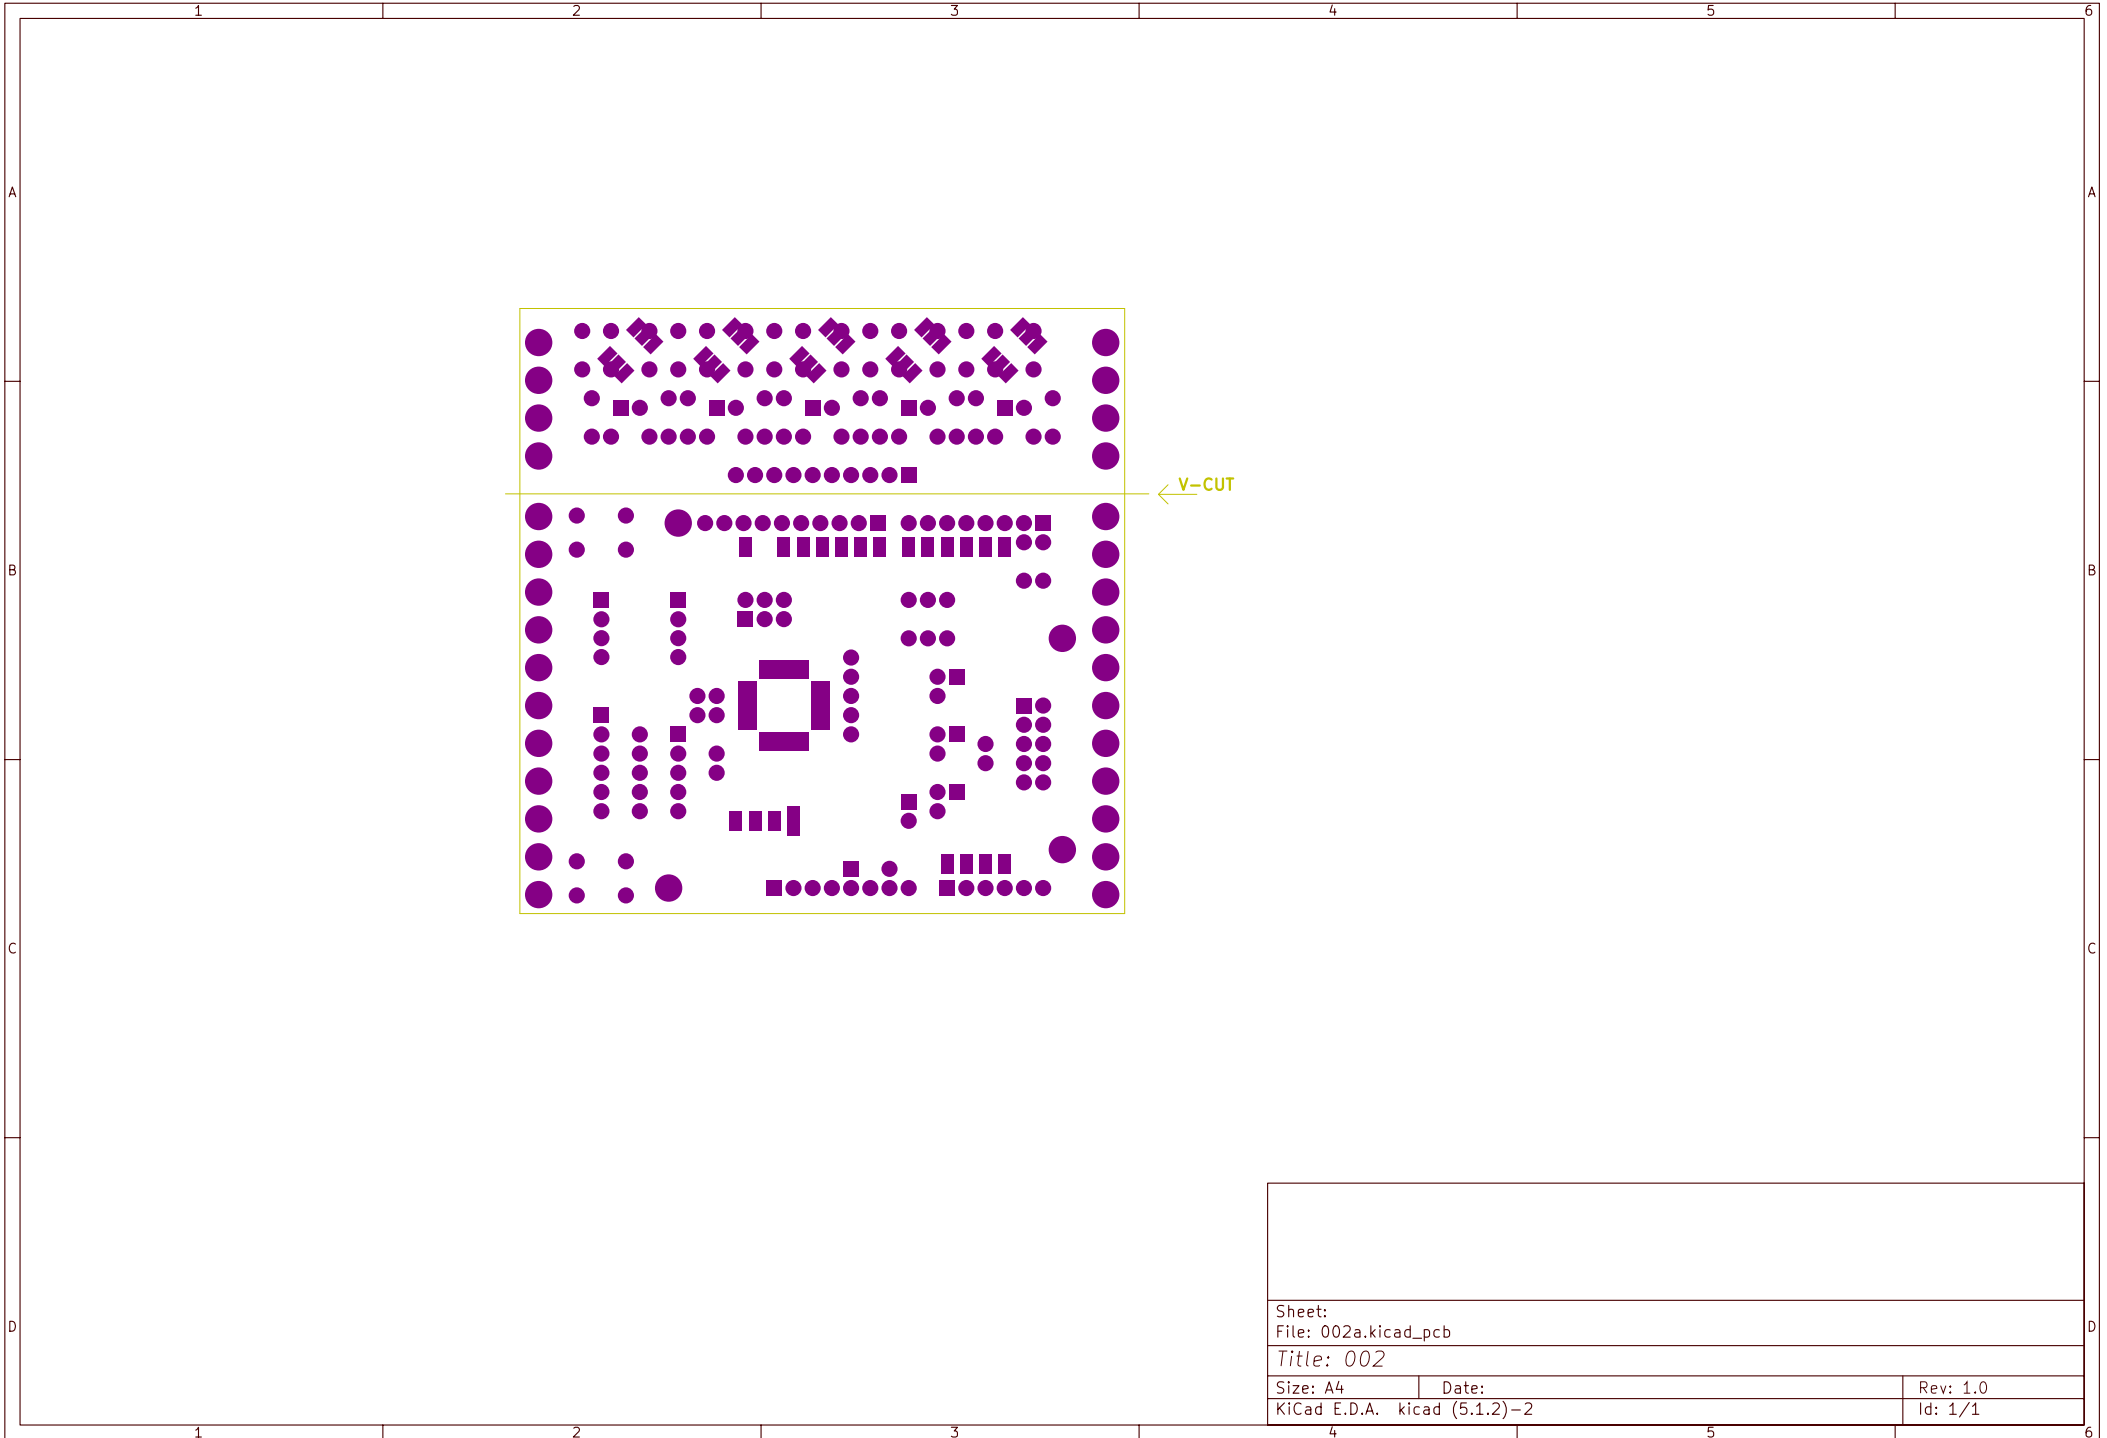 1 2 3 4 5 6
A A
V-CUT
B B
C C
Sheet:
File: 002a.kicad_pcb
D D
Title: 002
Size: A4 Date: Rev: 1.0
KiCad E.D.A. kicad (5.1.2)-2 Id: 1/1
1 2 3 4 5 6